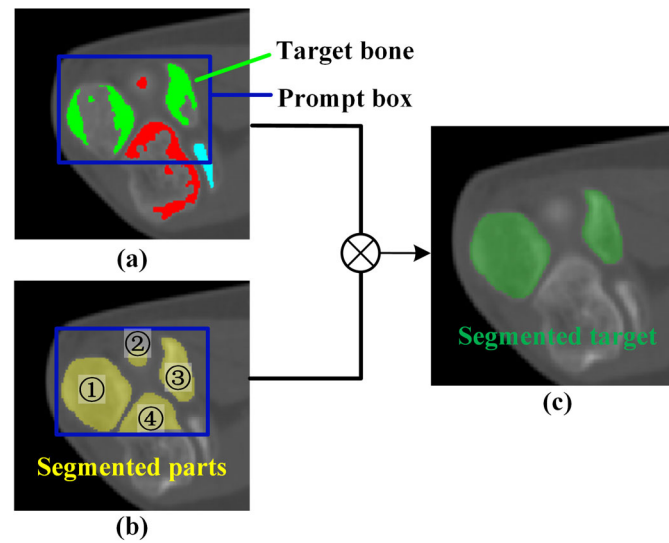 Target bone
Prompt box
(a)
①
②
③
④
Segmented parts
(b)
Segmented target
(c)